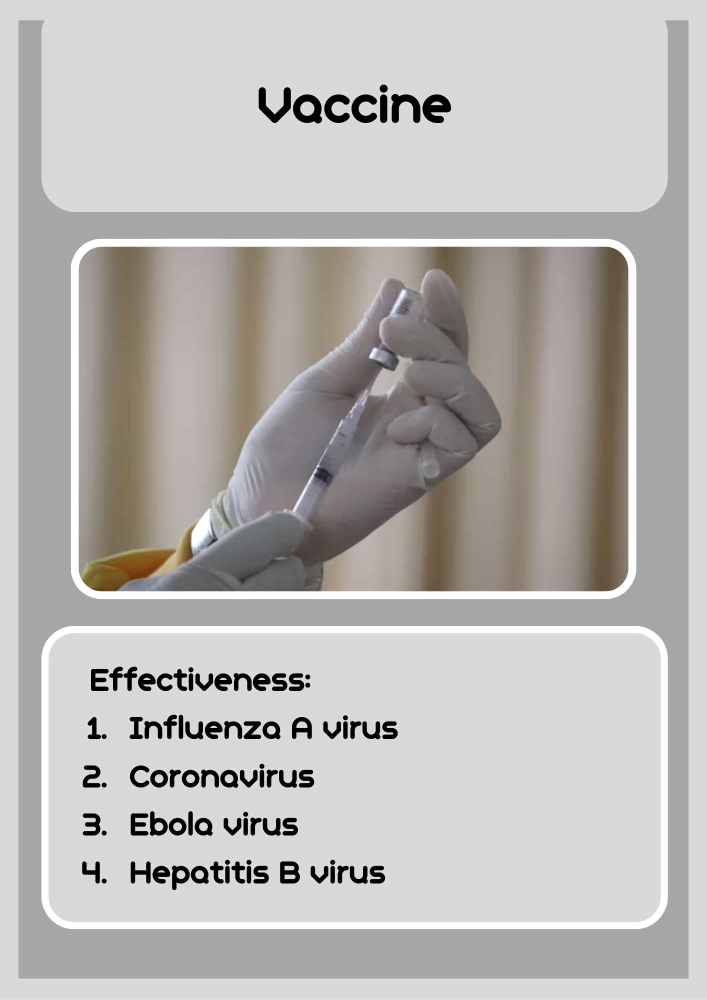 Vaccine
Effectiveness:
1. Influenza A virus
2. Coronavirus
3. Ebola virus
4. Hepatitis B virus